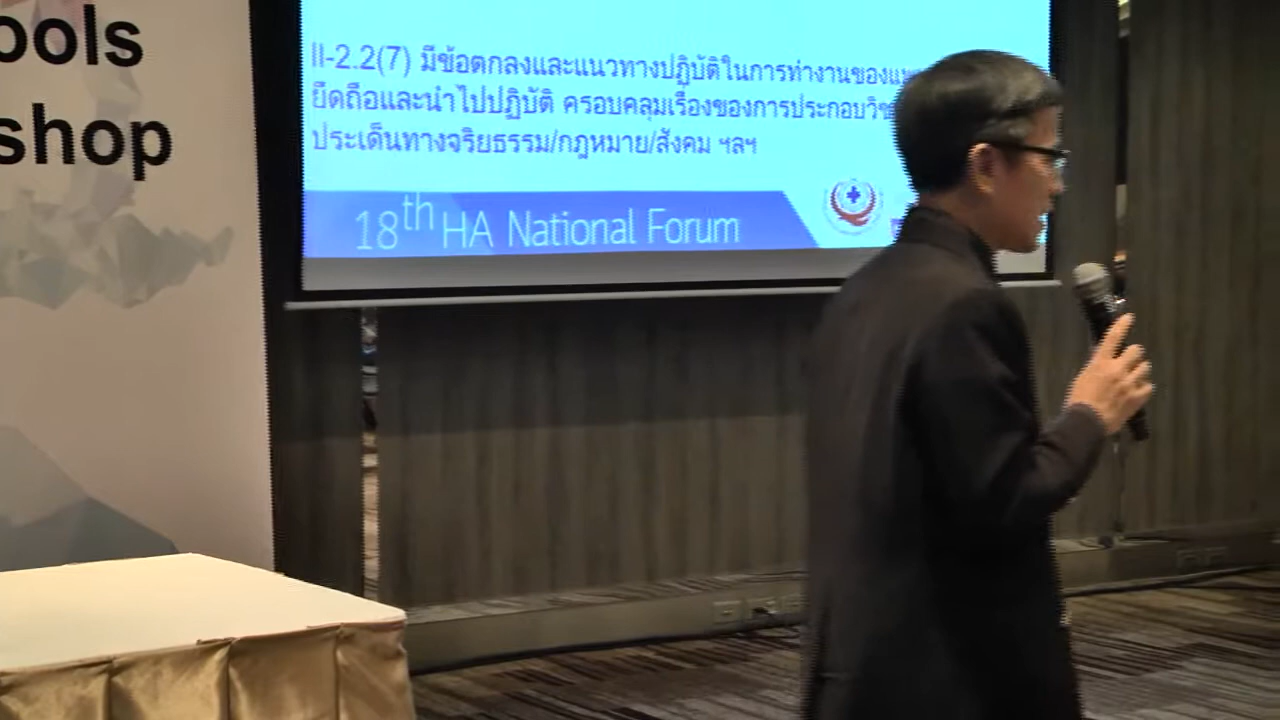 ools
shop
II-2.2(7) มีข้อตกลงและแนวทางปฏิบัติในการทำงานของแพ
ยึดถือและนำไปปฏิบัติ ครอบคลุมเรื่องของการประกอบวิช
ประเด็นทางจริยธรรม/กฎหมาย/สังคม ฯลฯ
18th HA National Forum